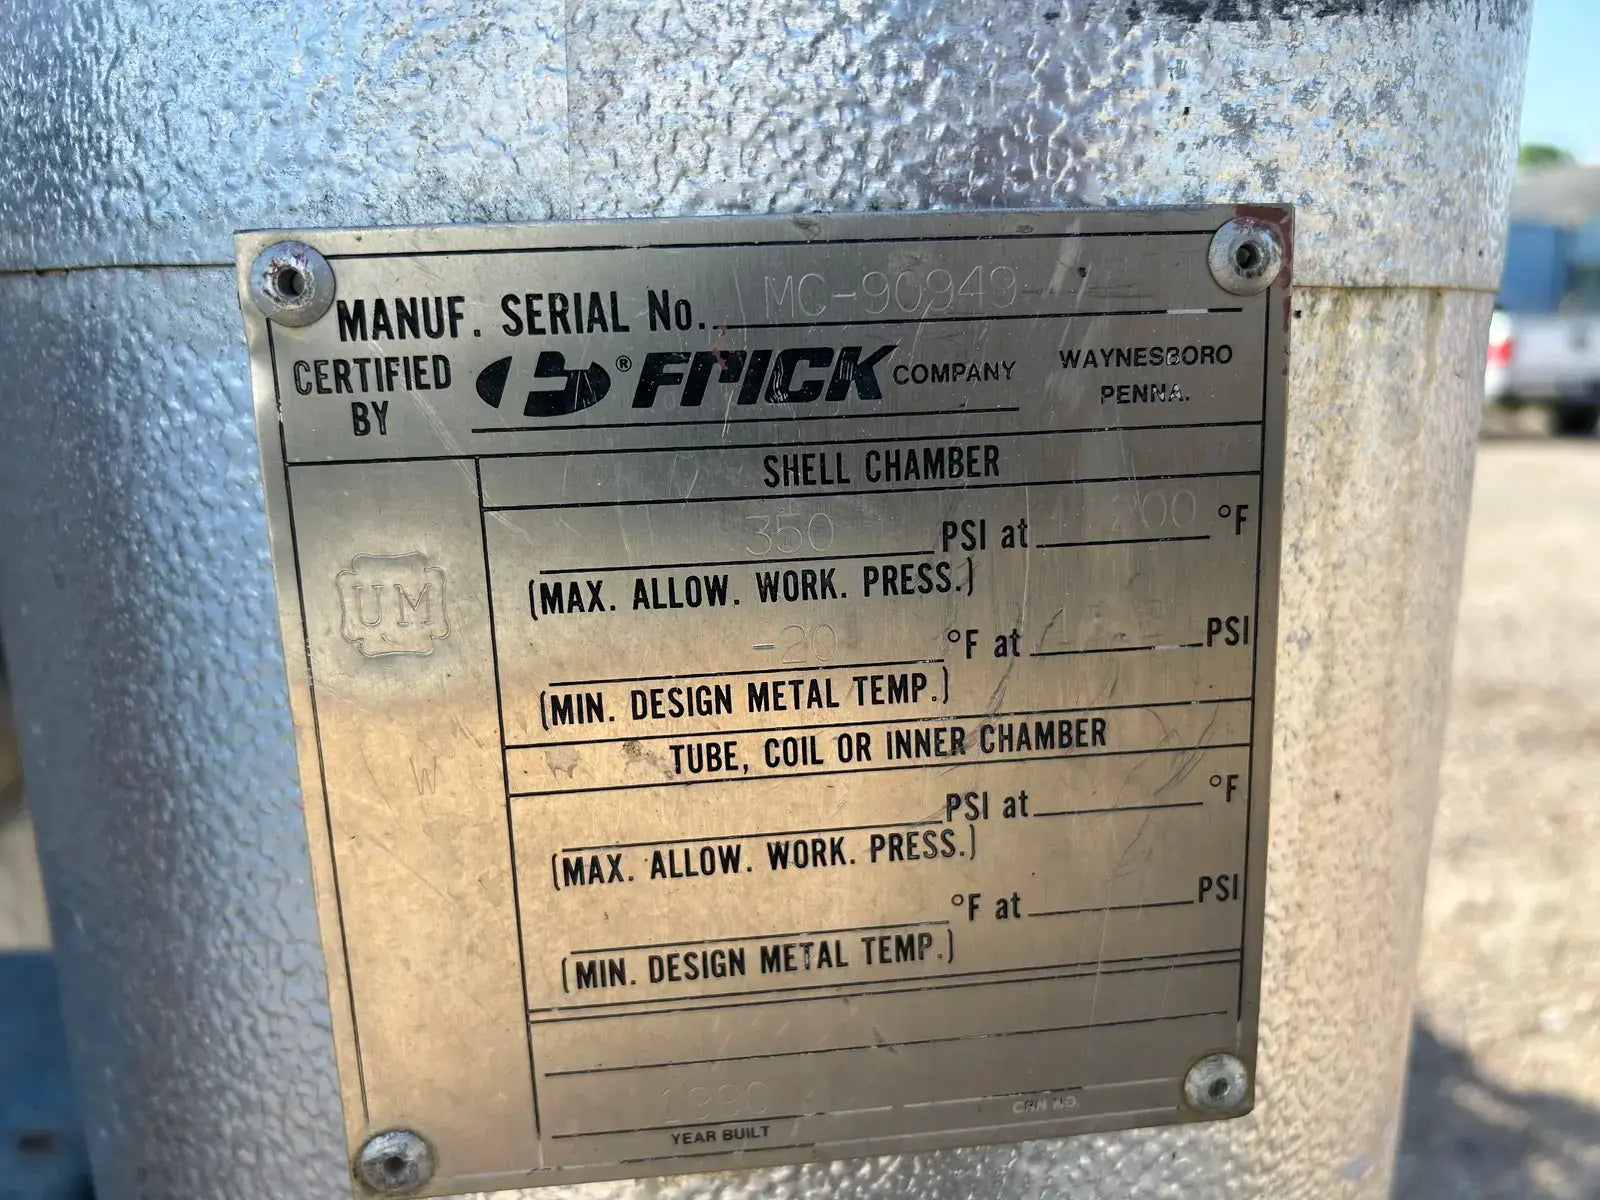 MANUF. SERIAL No. MC-90949
CERTIFIED BY ® FRICK COMPANY WAYNESBORO PENNA.
SHELL CHAMBER
350 PSI at 200 °F
(MAX. ALLOW. WORK. PRESS.)
UM
-20 °F at PSI
(MIN. DESIGN METAL TEMP.)
W
TUBE, COIL OR INNER CHAMBER
PSI at °F
(MAX. ALLOW. WORK. PRESS.)
°F at PSI
(MIN. DESIGN METAL TEMP.)
1990
YEAR BUILT CRN NO.